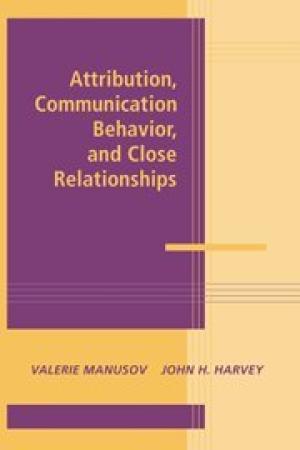 Attribution,
Communication
Behavior,
and Close
Relationships
VALERIE MANUSOV JOHN H. HARVEY